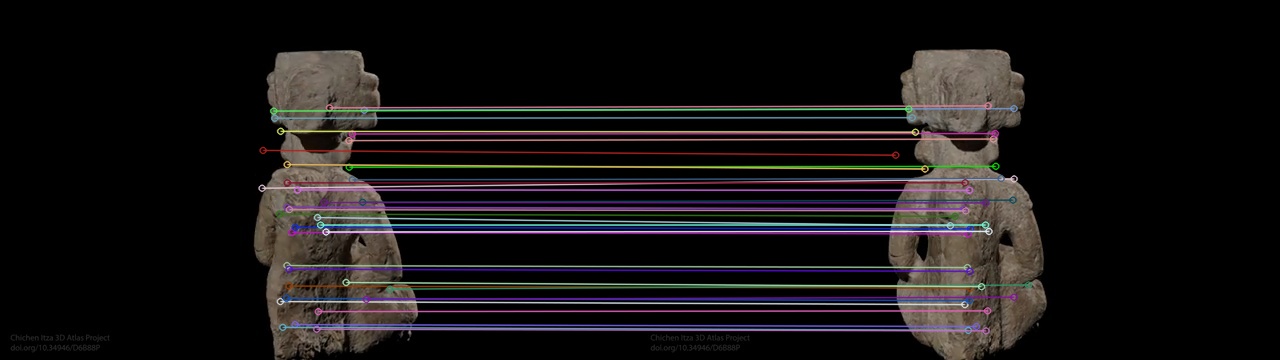 Chichen Itza 3D Atlas Project
doi.org/10.34946/D6B88P
Chichen Itza 3D Atlas Project
doi.org/10.34946/D6B88P